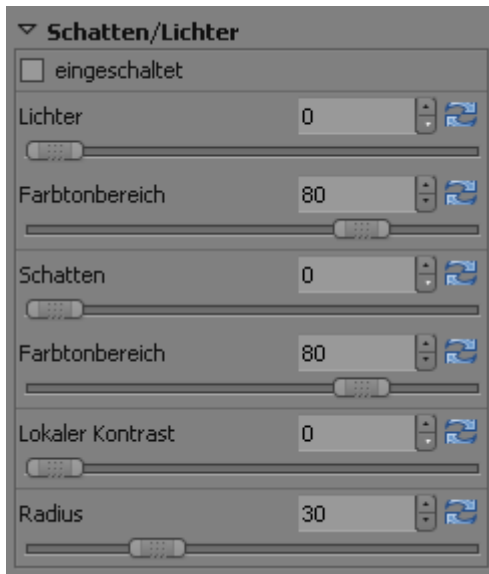 Schatten/Lichter
eingeschaltet
Lichter 0
Farbtonbereich 80
Schatten 0
Farbtonbereich 80
Lokaler Kontrast 0
Radius 30